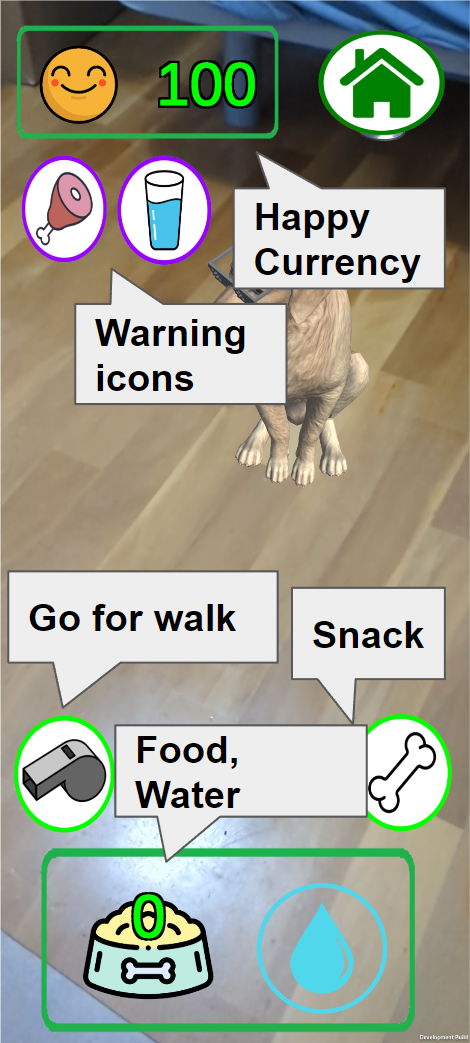 100
Happy
Currency
Warning
icons
Go for walk
Snack
Food,
Water
0
Development Build